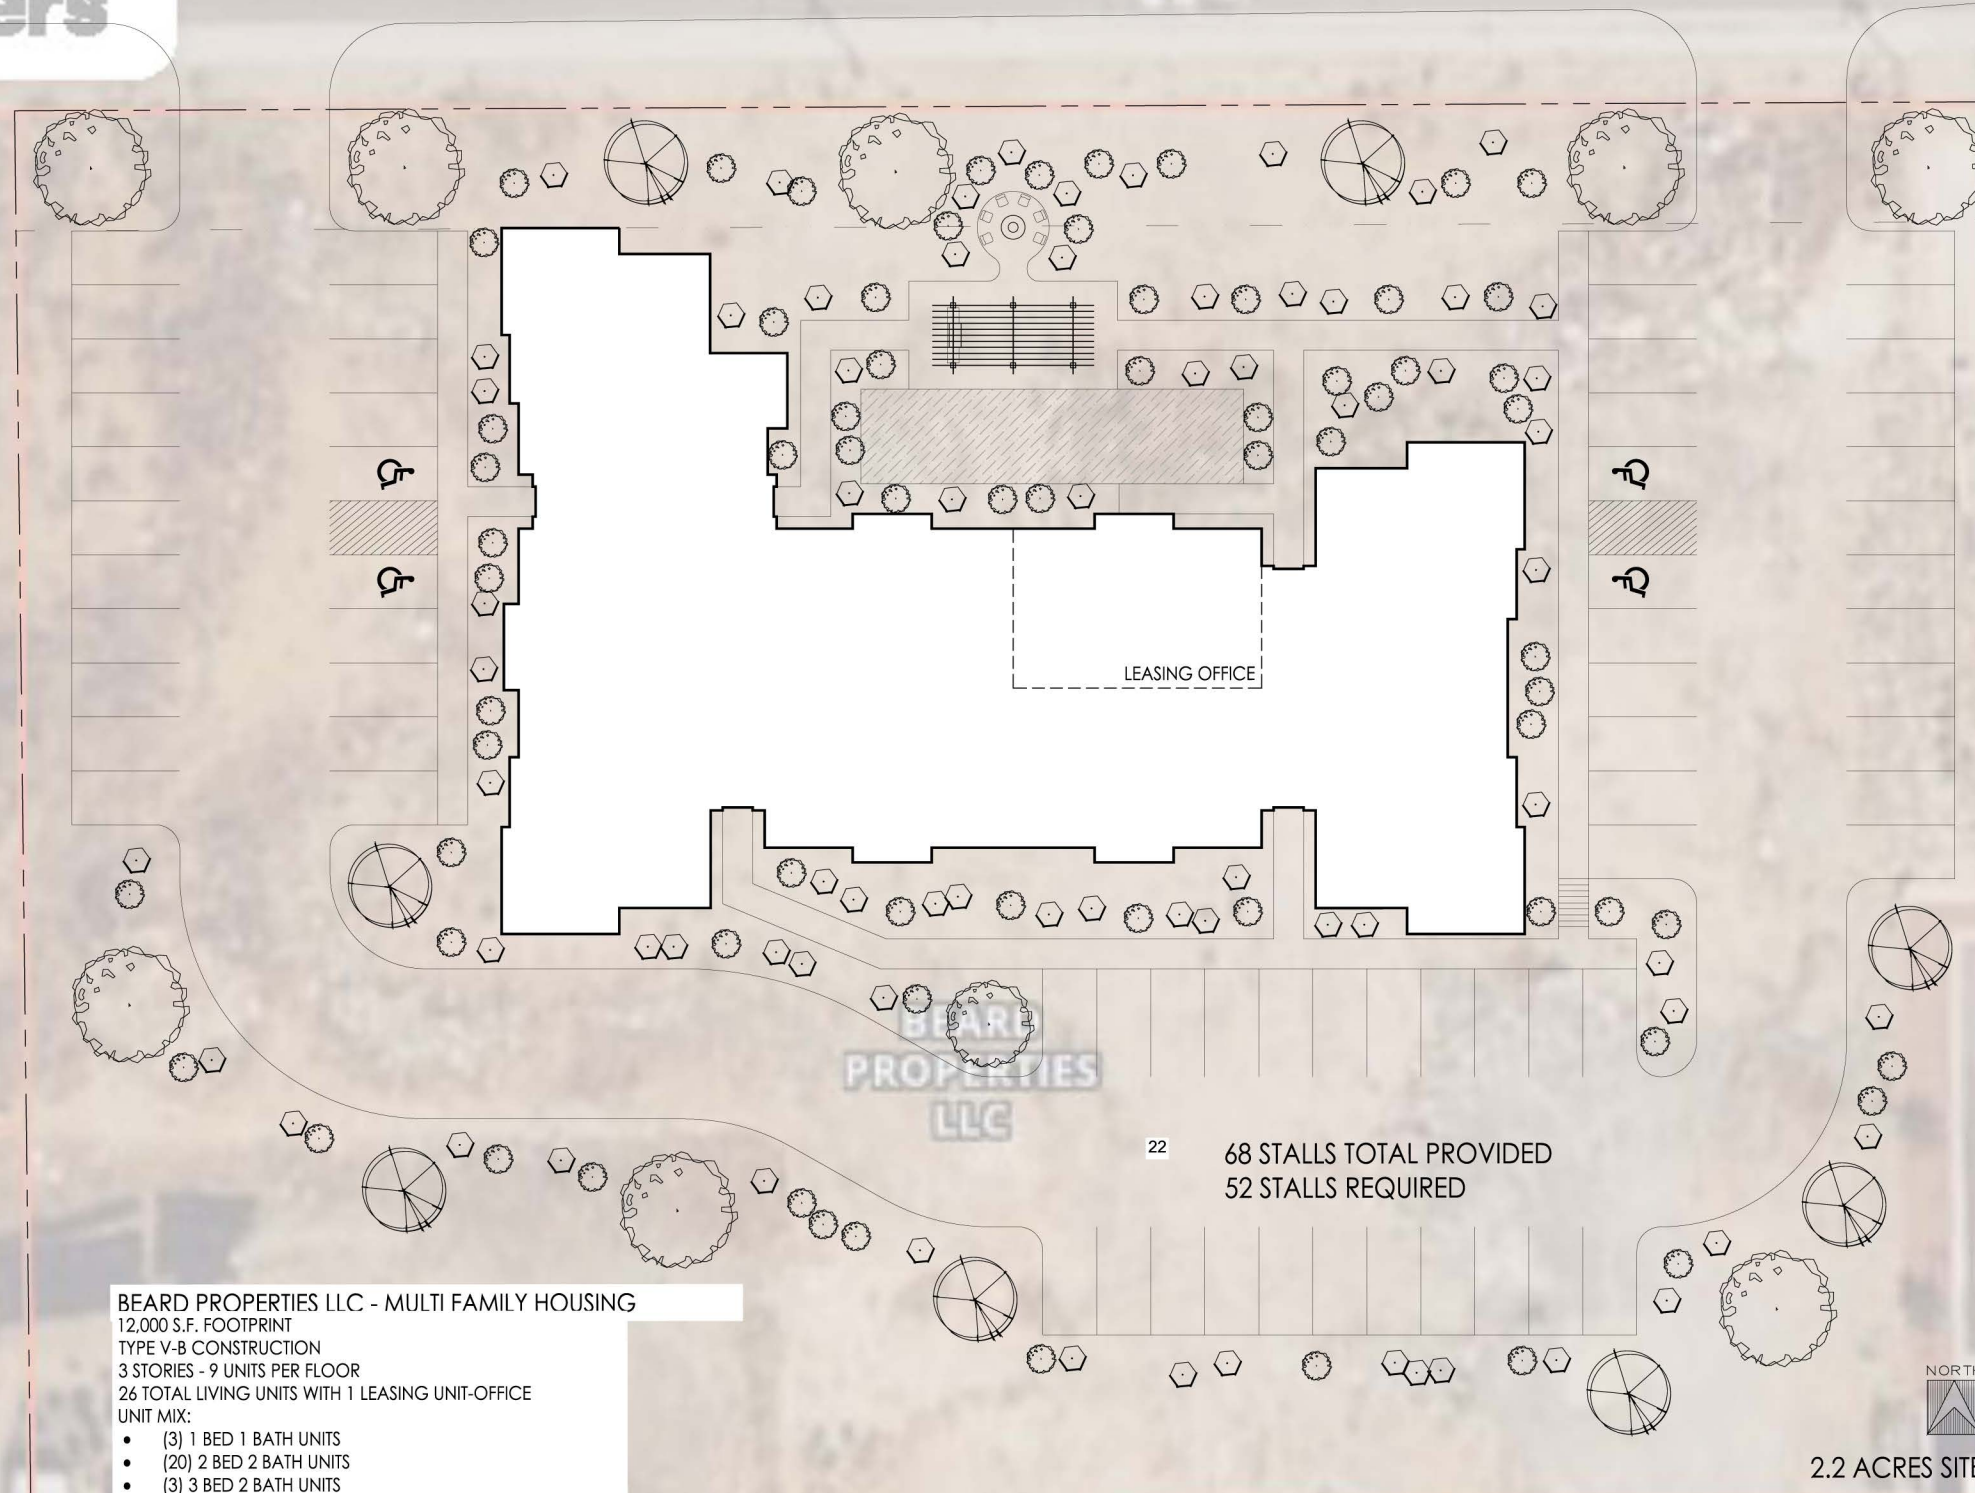 ers
LEASING OFFICE
BEARD
PROPERTIES
LLC
22
68 STALLS TOTAL PROVIDED
52 STALLS REQUIRED
BEARD PROPERTIES LLC - MULTI FAMILY HOUSING
12,000 S.F. FOOTPRINT
TYPE V-B CONSTRUCTION
3 STORIES - 9 UNITS PER FLOOR
26 TOTAL LIVING UNITS WITH 1 LEASING UNIT-OFFICE
UNIT MIX:
• (3) 1 BED 1 BATH UNITS
• (20) 2 BED 2 BATH UNITS
• (3) 3 BED 2 BATH UNITS
NORTH
2.2 ACRES SITE